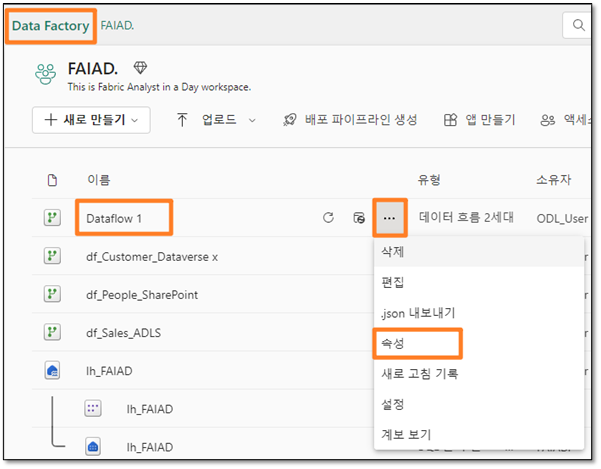 Data Factory FAIAD.
FAIAD.
This is Fabric Analyst in a Day workspace.
+ 새로 만들기 업로드 배포 파이프라인 생성 앱 만들기 액세스
이름 유형 소유자
Dataflow 1 ... 데이터 흐름 2세대 ODL_User
삭제
df_Customer_Dataverse x
편집
df_People_SharePoint
.json 내보내기
df_Sales_ADLS
속성
lh_FAIAD
새로 고침 기록
lh_FAIAD
설정
lh_FAIAD
계보 보기